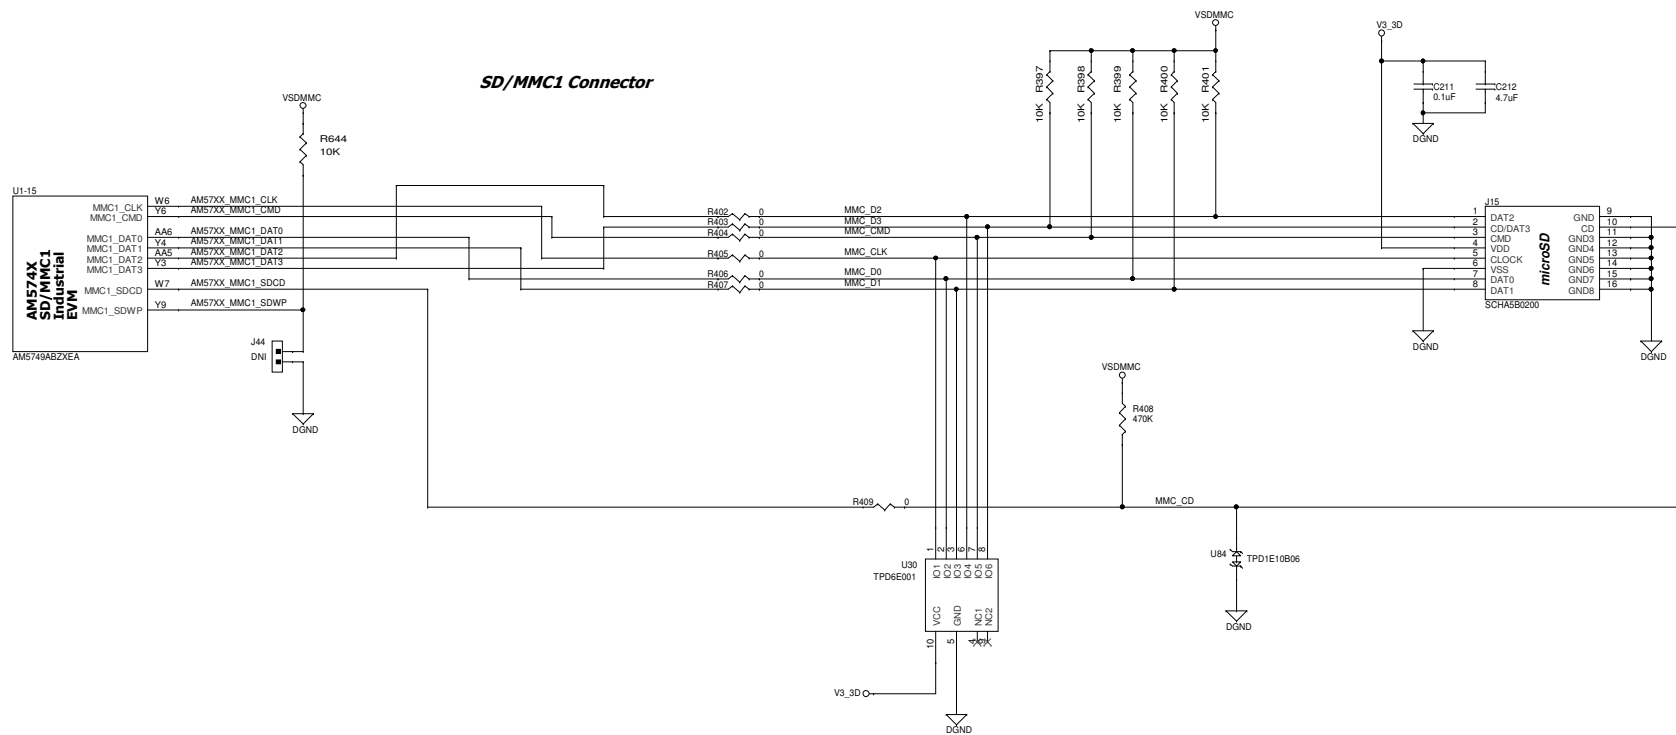 SD/MMC1 Connector
VSDMMC
R644
10K
U1-15
AM574X
SD/MMC1
Industrial
EVM
MMC1_CLK
MMC1_CMD
MMC1_DAT0
MMC1_DAT1
MMC1_DAT2
MMC1_DAT3
MMC1_SDCD
MMC1_SDWP
AM5749ABZXEA
W6 AM57XX_MMC1_CLK
Y6 AM57XX_MMC1_CMD
AA6 AM57XX_MMC1_DAT0
Y4 AM57XX_MMC1_DAT1
AA5 AM57XX_MMC1_DAT2
Y3 AM57XX_MMC1_DAT3
W7 AM57XX_MMC1_SDCD
Y9 AM57XX_MMC1_SDWP
J44
DNI
DGND
R402 0 MMC_D2
R403 0 MMC_D3
R404 0 MMC_CMD
R405 0 MMC_CLK
R406 0 MMC_D0
R407 0 MMC_D1
VSDMMC
10K R397
10K R398
10K R399
10K R400
10K R401
V3_3D
C211
0.1uF
C212
4.7uF
DGND
J15
1 DAT2
2 CD/DAT3
3 CMD
4 VDD
5 CLOCK
6 VSS
7 DAT0
8 DAT1
microSD
GND 9
CD 10
GND3 11
GND4 12
GND5 13
GND6 14
GND7 15
GND8 16
SCHA5B0200
DGND
DGND
VSDMMC
R408
470K
R409 0
MMC_CD
U84
TPD1E10B06
DGND
U30
TPD6E001
1 IO1
2 IO2
3 IO3
6 IO4
7 IO5
8 IO6
VCC 10
GND 5
NC1 4
NC2
V3_3D
DGND